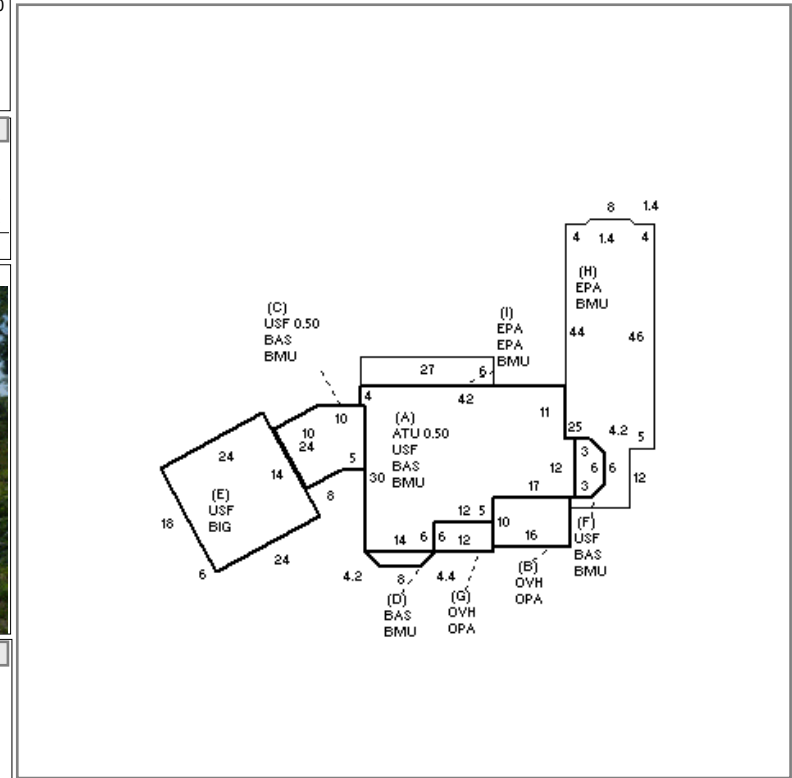 8 1.4
4 1.4 4
(H)
EPA
BMU
44 46
(C)
USF 0.50
BAS
BMU
(I)
EPA
EPA
BMU
27 6
4 42
10 11
(A)
ATU 0.50
USF
BAS
BMU
10
24
24 14 5 30
25 4.2 5
3
12 6 6 12
3
17
(E)
USF
BIG
18 8
12 5 10
14 6 6 12 16
(F)
USF
BAS
BMU
24
6
4.2 8 4.4
(B)
OVH
OPA
(D)
BAS
BMU
(G)
OVH
OPA